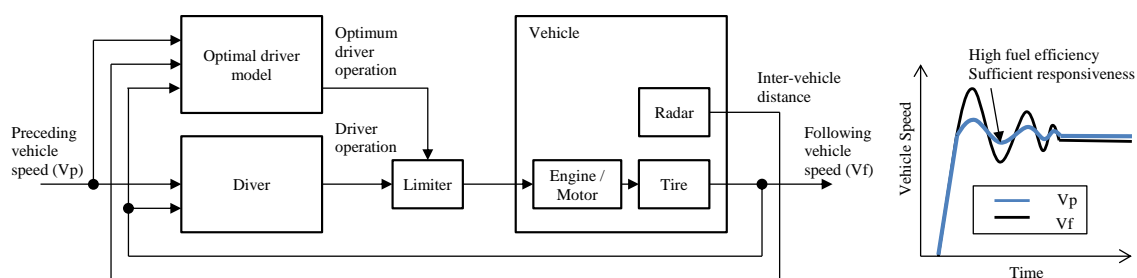 Optimal driver
model
Optimum
driver
operation
Vehicle
High fuel efficiency
Sufficient responsiveness
Inter-vehicle
distance
Radar
Preceding
vehicle
speed (Vp)
Driver
operation
Following
vehicle
speed (Vf)
Diver
Limiter
Engine /
Motor
Tire
Vehicle Speed
Vp
Vf
Time